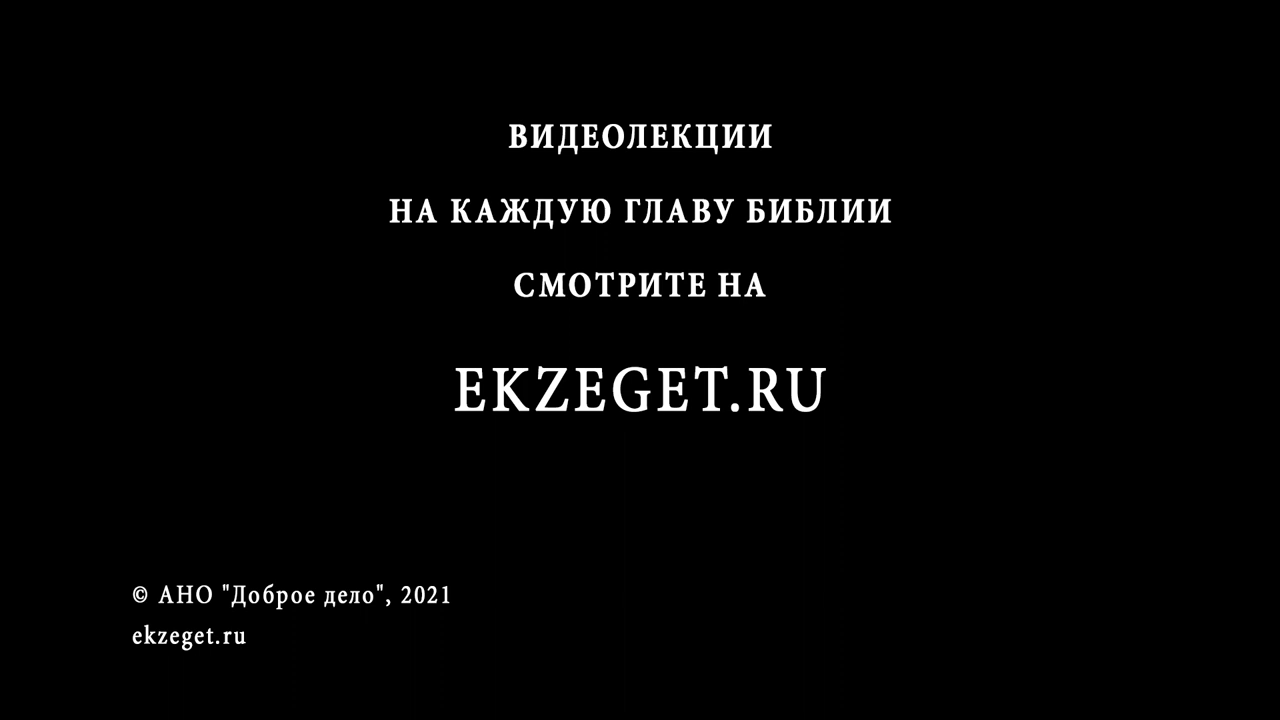 ВИДЕОЛЕКЦИИ
НА КАЖДУЮ ГЛАВУ БИБЛИИ
СМОТРИТЕ НА
EKZEGET.RU
© АНО "Доброе дело", 2021
ekzeget.ru